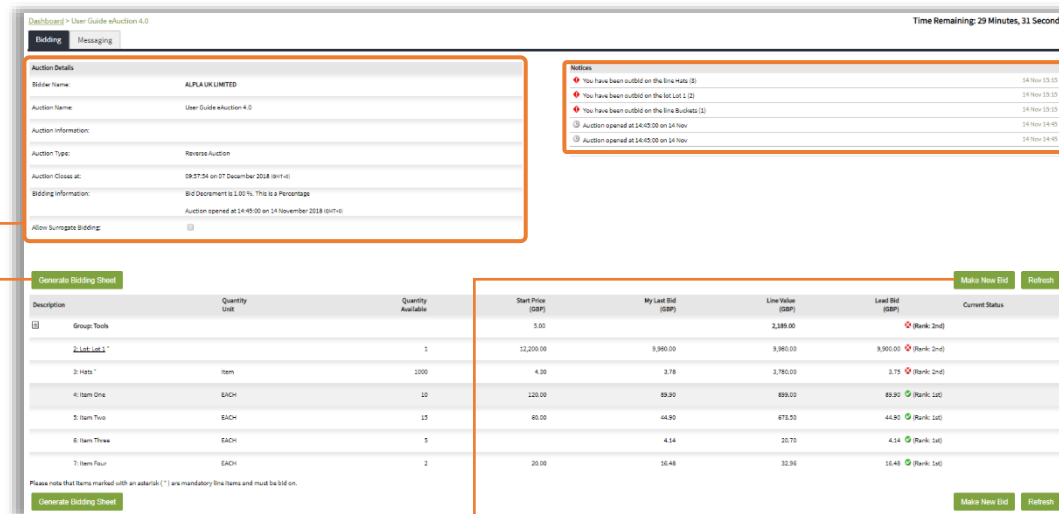 Dashboard > User Guide eAuction 4.0
Time Remaining: 29 Minutes, 31 Second
Bidding Messaging
Auction Details
Bidder Name: ALPLA UK LIMITED
Auction Name: User Guide eAuction 4.0
Auction Information:
Auction Type: Reverse Auction
Auction Closes at: 09:57:54 on 07 December 2018 (GMT+0)
Bidding Information: Bid Decrement is 1.00 %. This is a Percentage
Auction opened at 14:45:00 on 14 November 2018 (GMT+0)
Allow Surrogate Bidding:
Notices
You have been outbid on the line Hats (3) 14 Nov 15:15
You have been outbid on the lot Lot 1 (2) 14 Nov 15:15
You have been outbid on the line Buckets (1) 14 Nov 15:15
Auction opened at 14:45:00 on 14 Nov 14 Nov 14:45
Auction opened at 14:45:00 on 14 Nov 14 Nov 14:45
Generate Bidding Sheet Make New Bid Refresh
Description Quantity Unit Quantity Available Start Price (GBP) My Last Bid (GBP) Line Value (GBP) Lead Bid (GBP) Current Status
Group: Tools 5.00 2,189.00 (Rank: 2nd)
2: Lot: Lot 1 * 1 12,200.00 9,980.00 9,980.00 9,900.00 (Rank: 2nd)
3: Hats * Item 1000 4.30 3.78 3,780.00 3.75 (Rank: 2nd)
4: Item One EACH 10 120.00 89.90 899.00 89.90 (Rank: 1st)
5: Item Two EACH 15 60.00 44.90 673.50 44.90 (Rank: 1st)
6: Item Three EACH 5 4.14 20.70 4.14 (Rank: 1st)
7: Item Four EACH 2 20.00 16.48 32.96 16.48 (Rank: 1st)
Please note that Items marked with an asterisk ( * ) are mandatory line items and must be bid on.
Generate Bidding Sheet Make New Bid Refresh